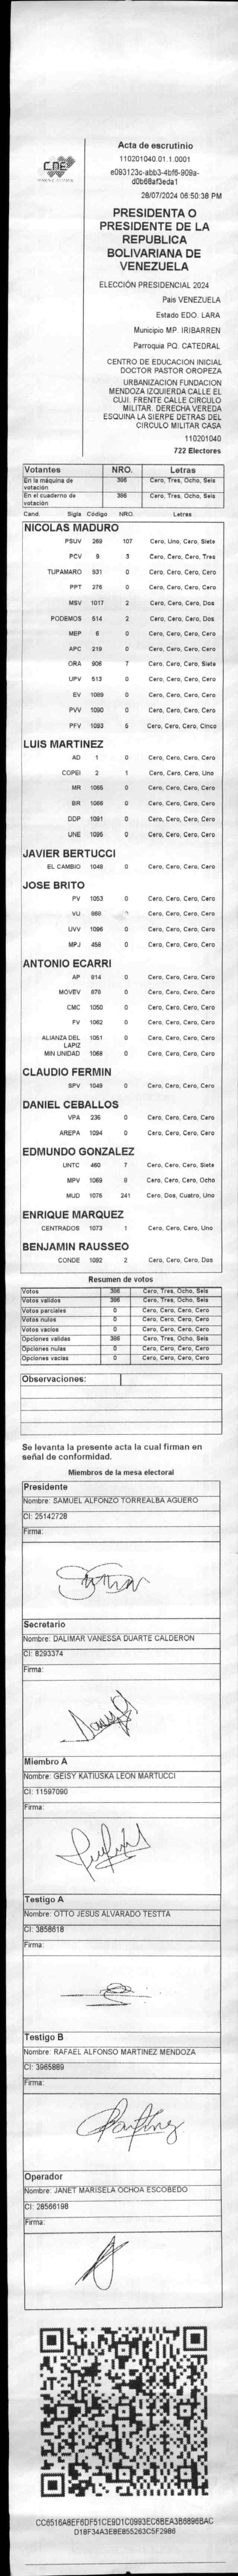 CNE
Acta de escrutinio
110201040.01.1.0001
e093123c-abb3-4bf6-909a-
d0b68af3eda1
28/07/2024 06:50:38 PM
PRESIDENTA O
PRESIDENTE DE LA
REPUBLICA
BOLIVARIANA DE
VENEZUELA
ELECCIÓN PRESIDENCIAL 2024
Pais VENEZUELA
Estado EDO. LARA
Municipio MP. IRIBARREN
Parroquia PQ. CATEDRAL
CENTRO DE EDUCACION INICIAL
DOCTOR PASTOR OROPEZA
URBANIZACION FUNDACION
MENDOZA IZQUIERDA CALLE EL
CUJI. FRENTE CALLE CIRCULO
MILITAR. DERECHA VEREDA
ESQUINA LA SIERPE DETRAS DEL
CIRCULO MILITAR CASA
110201040
722 Electores
Votantes NRO. Letras
En la máquina de votación 396 Cero, Tres, Ocho, Seis
En el cuaderno de votación 386 Cero, Tres, Ocho, Seis
Cand. Sigla Código NRO. Letras
NICOLAS MADURO
PSUV 269 107 Cero, Uno, Cero, Siete
PCV 9 3 Cero, Cero, Cero, Tres
TUPAMARO 931 0 Cero, Cero, Cero, Cero
PPT 276 0 Cero, Cero, Cero, Cero
MSV 1017 2 Cero, Cero, Cero, Dos
PODEMOS 514 2 Cero, Cero, Cero, Dos
MEP 6 0 Cero, Cero, Cero, Cero
APC 219 0 Cero, Cero, Cero, Cero
ORA 906 7 Cero, Cero, Cero, Siete
UPV 513 0 Cero, Cero, Cero, Cero
EV 1089 0 Cero, Cero, Cero, Cero
PVV 1090 0 Cero, Cero, Cero, Cero
PFV 1093 5 Cero, Cero, Cero, Cinco
LUIS MARTINEZ
AD 1 0 Cero, Cero, Cero, Cero
COPEI 2 1 Cero, Cero, Cero, Uno
MR 1065 0 Cero, Cero, Cero, Cero
BR 1066 0 Cero, Cero, Cero, Cero
DDP 1091 0 Cero, Cero, Cero, Cero
UNE 1095 0 Cero, Cero, Cero, Cero
JAVIER BERTUCCI
EL CAMBIO 1048 0 Cero, Cero, Cero, Cero
JOSE BRITO
PV 1053 0 Cero, Cero, Cero, Cero
VU 968 Cero, Cero, Cero, Cero
UVV 1096 0 Cero, Cero, Cero, Cero
MPJ 458 0 Cero, Cero, Cero, Cero
ANTONIO ECARRI
AP 914 0 Cero, Cero, Cero, Cero
MOVEV 878 0 Cero, Cero, Cero, Cero
CMC 1050 0 Cero, Cero, Cero, Cero
FV 1062 0 Cero, Cero, Cero, Cero
ALIANZA DEL LAPIZ 1051 0 Cero, Cero, Cero, Cero
MIN UNIDAD 1068 0 Cero, Cero, Cero, Cero
CLAUDIO FERMIN
SPV 1049 0 Cero, Cero, Cero, Cero
DANIEL CEBALLOS
VPA 236 0 Cero, Cero, Cero, Cero
AREPA 1094 0 Cero, Cero, Cero, Cero
EDMUNDO GONZALEZ
UNTC 460 7 Cero, Cero, Cero, Siete
MPV 1069 8 Cero, Cero, Cero, Ocho
MUD 1075 241 Cero, Dos, Cuatro, Uno
ENRIQUE MARQUEZ
CENTRADOS 1073 1 Cero, Cero, Cero, Uno
BENJAMIN RAUSSEO
CONDE 1092 2 Cero, Cero, Cero, Dos
Resumen de votos
Votos 386 Cero, Tres, Ocho, Seis
Votos validos 386 Cero, Tres, Ocho, Seis
Votos parciales 0 Cero, Cero, Cero, Cero
Votos nulos 0 Cero, Cero, Cero, Cero
Votos vacios 0 Cero, Cero, Cero, Cero
Opciones validas 386 Cero, Tres, Ocho, Seis
Opciones nulas 0 Cero, Cero, Cero, Cero
Opciones vacias 0 Cero, Cero, Cero, Cero
Observaciones:
Se levanta la presente acta la cual firman en
señal de conformidad.
Miembros de la mesa electoral
Presidente
Nombre: SAMUEL ALFONZO TORREALBA AGUERO
CI: 25142728
Firma:
Secretario
Nombre: DALIMAR VANESSA DUARTE CALDERON
CI: 8293374
Firma:
Miembro A
Nombre: GEISY KATIUSKA LEON MARTUCCI
CI: 11597090
Firma:
Testigo A
Nombre: OTTO JESUS ALVARADO TESTTA
CI: 3858618
Firma:
Testigo B
Nombre: RAFAEL ALFONSO MARTINEZ MENDOZA
CI: 3965889
Firma:
Operador
Nombre: JANET MARISELA OCHOA ESCOBEDO
CI: 28566198
Firma:
CC6516A8EF6DF51CE9D1C0993EC6BEA3B6896BAC
D18F34A3E8E855263C5F2986